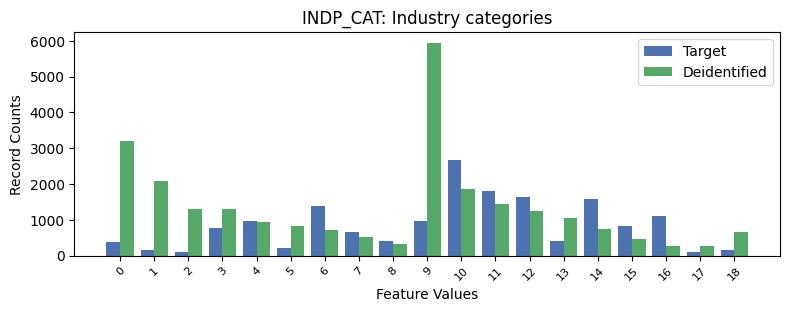 INDP_CAT: Industry categories
Target
Deidentified
Record Counts
6000
5000
4000
3000
2000
1000
0
0 1 2 3 4 5 6 7 8 9 10 11 12 13 14 15 16 17 18
Feature Values